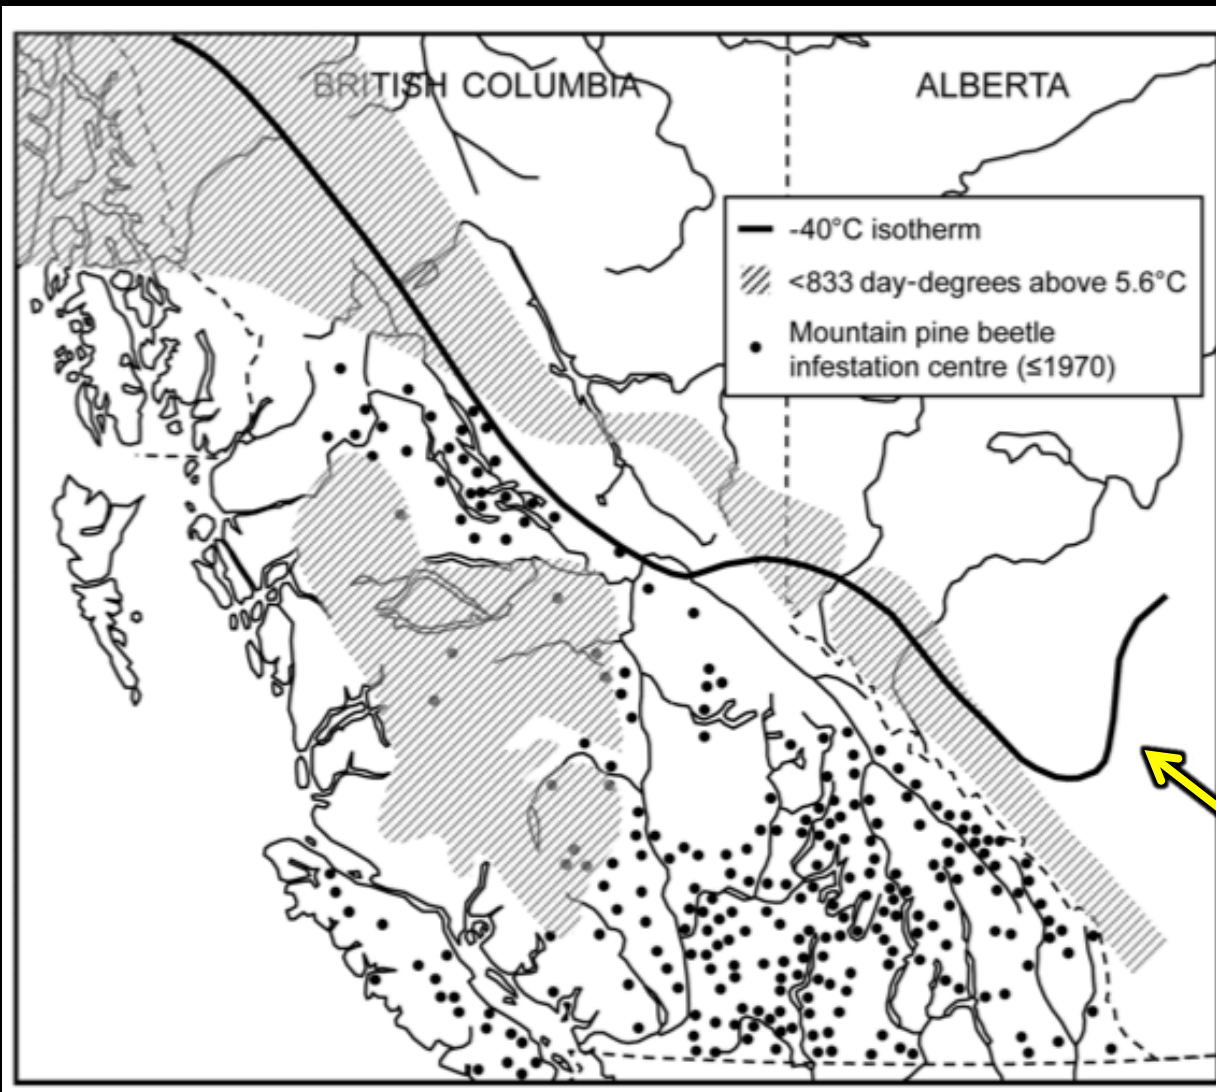 BRITISH COLUMBIA
ALBERTA
-40°C isotherm
<833 day-degrees above 5.6°C
Mountain pine beetle
infestation centre (≤1970)